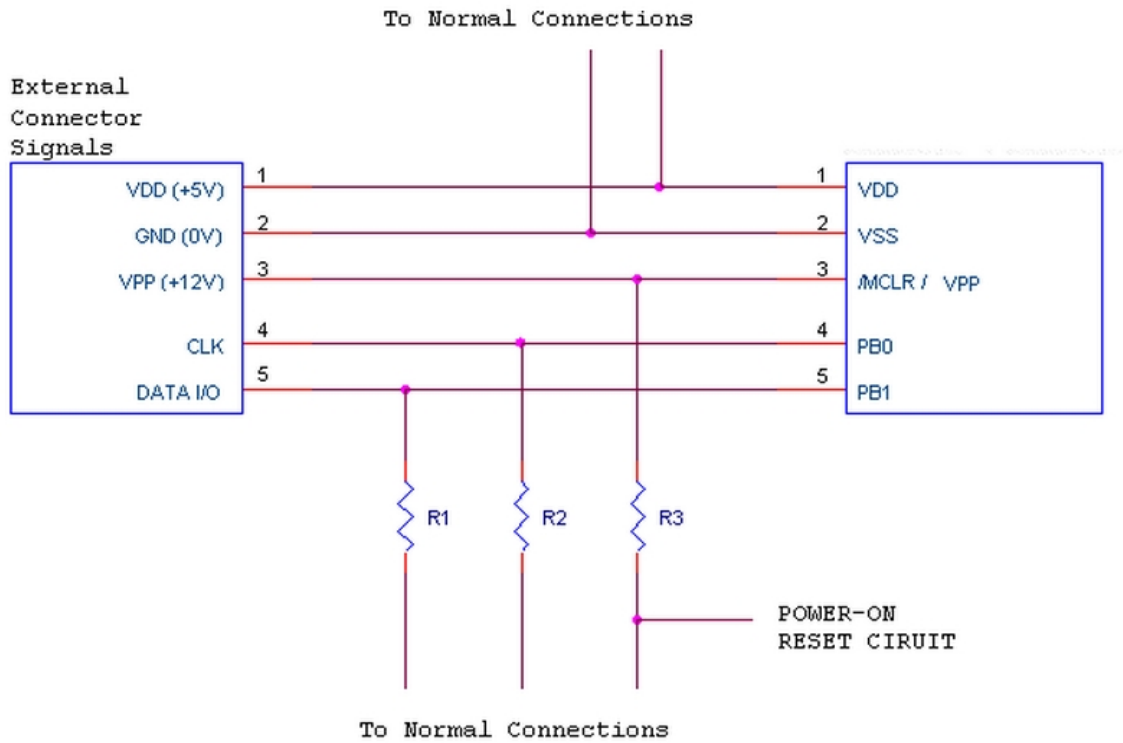 To Normal Connections
External
Connector
Signals
VDD (+5V) 1 1 VDD
GND (0V) 2 2 VSS
VPP (+12V) 3 3 /MCLR / VPP
CLK 4 4 PB0
DATA I/O 5 5 PB1
R1 R2 R3
POWER-ON
RESET CIRUIT
To Normal Connections